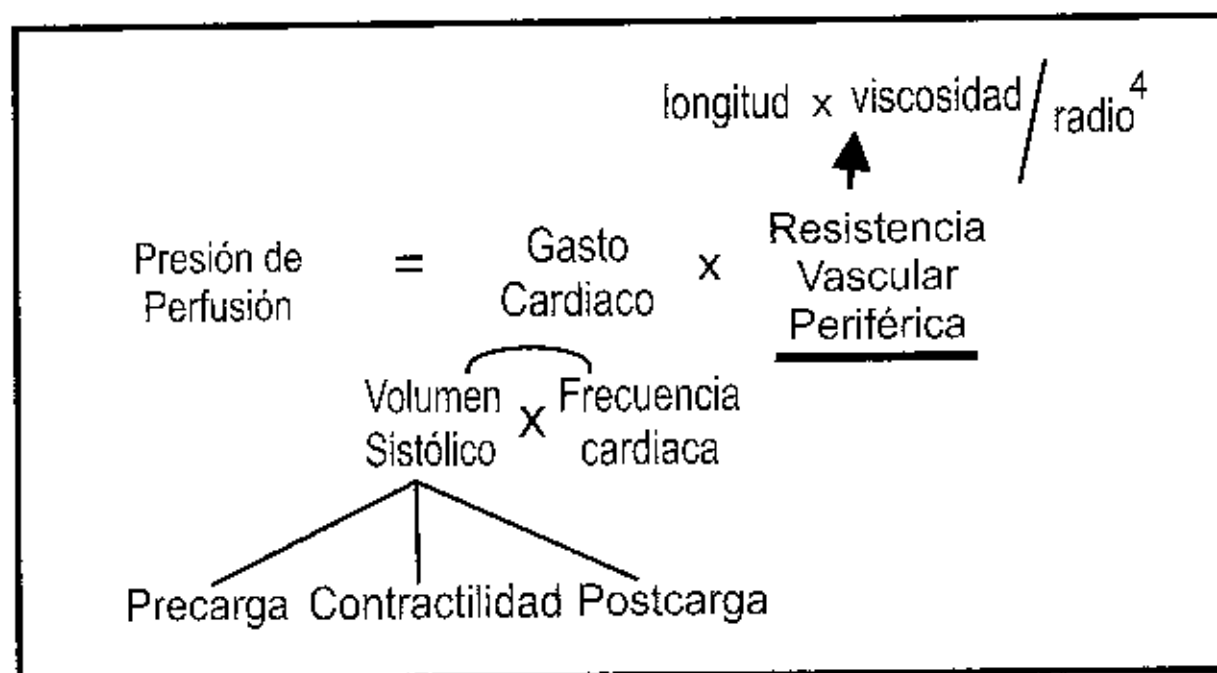 longitud x viscosidad / radio⁴
Presión de Perfusión = Gasto Cardiaco x Resistencia Vascular Periférica
Volumen Sistólico x Frecuencia cardiaca
Precarga Contractilidad Postcarga